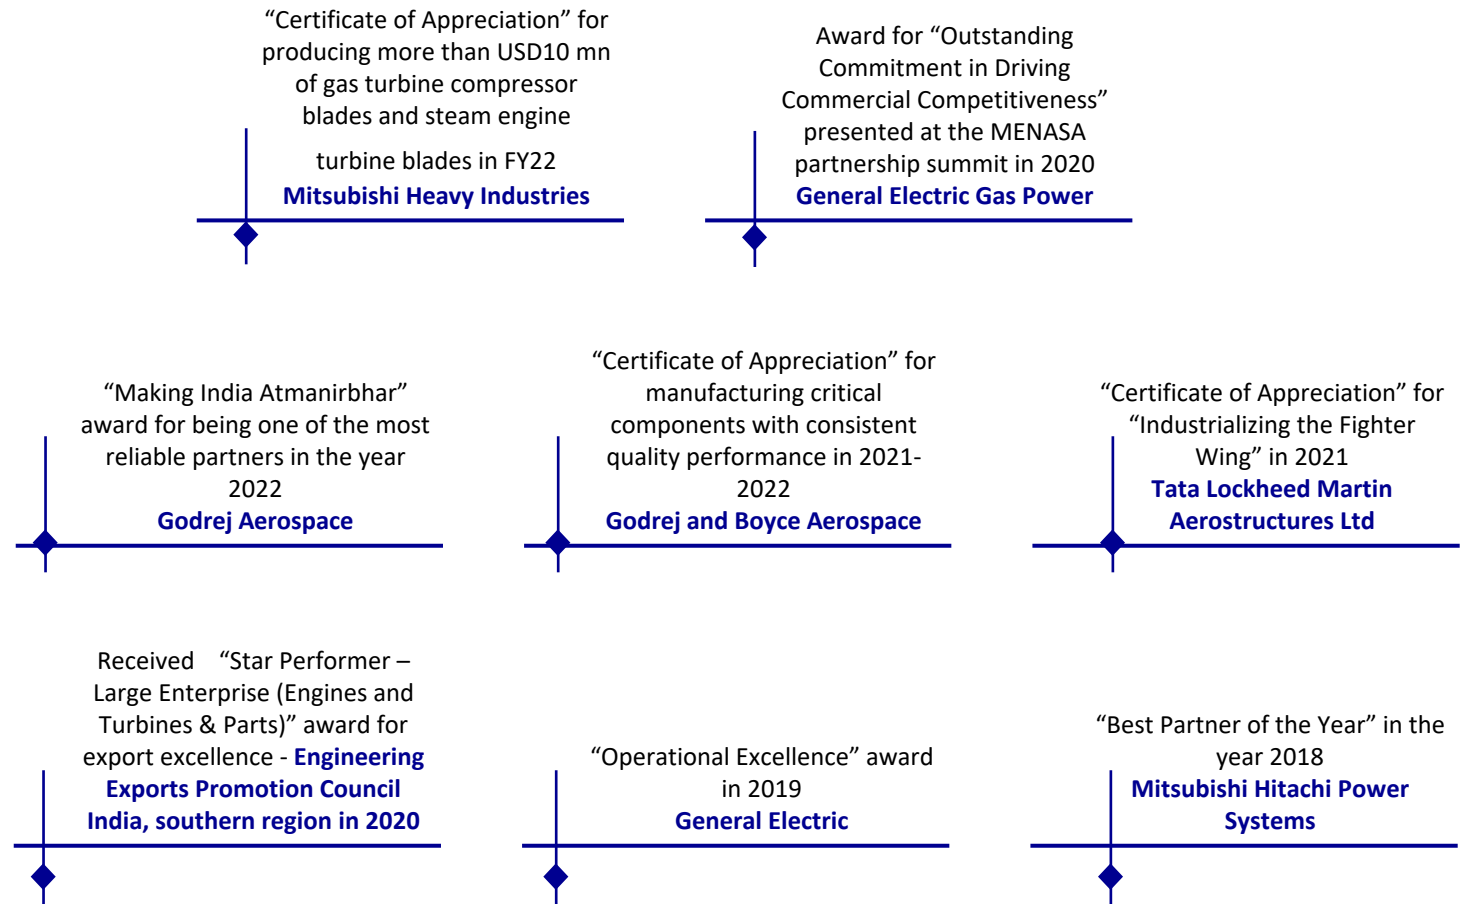 “Certificate of Appreciation” for
producing more than USD10 mn
of gas turbine compressor
blades and steam engine
turbine blades in FY22
Mitsubishi Heavy Industries
Award for “Outstanding
Commitment in Driving
Commercial Competitiveness”
presented at the MENASA
partnership summit in 2020
General Electric Gas Power
“Making India Atmanirbhar”
award for being one of the most
reliable partners in the year
2022
Godrej Aerospace
“Certificate of Appreciation” for
manufacturing critical
components with consistent
quality performance in 2021-
2022
Godrej and Boyce Aerospace
“Certificate of Appreciation” for
“Industrializing the Fighter
Wing” in 2021
Tata Lockheed Martin
Aerostructures Ltd
Received “Star Performer –
Large Enterprise (Engines and
Turbines & Parts)” award for
export excellence - Engineering
Exports Promotion Council
India, southern region in 2020
“Operational Excellence” award
in 2019
General Electric
“Best Partner of the Year” in the
year 2018
Mitsubishi Hitachi Power
Systems